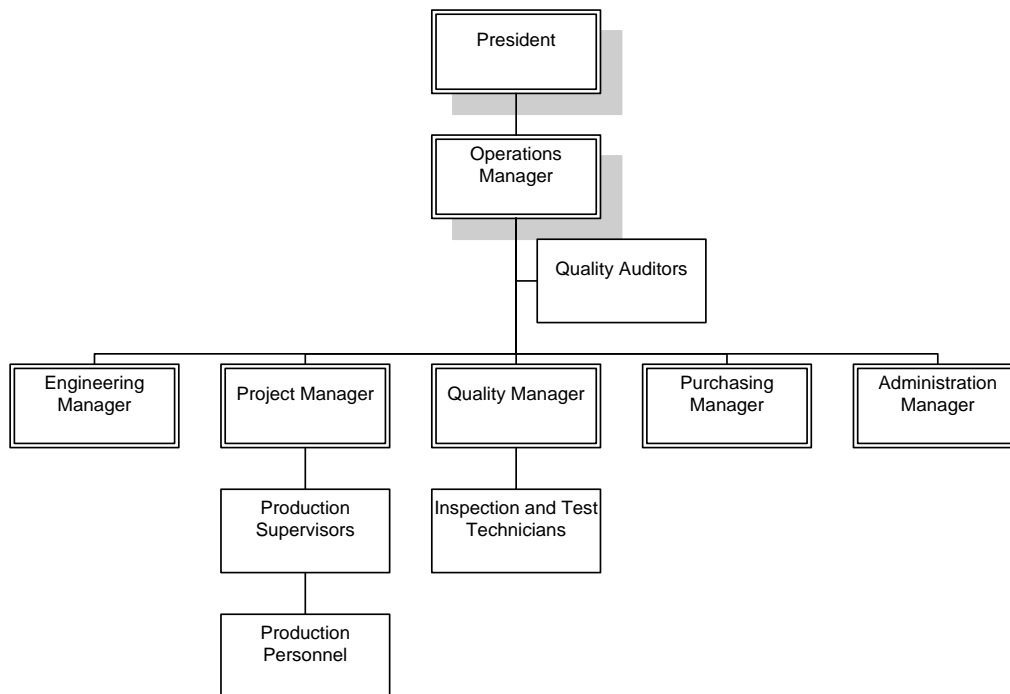 President
Operations
Manager
Quality Auditors
Engineering
Manager
Project Manager
Quality Manager
Purchasing
Manager
Administration
Manager
Production
Supervisors
Inspection and Test
Technicians
Production
Personnel